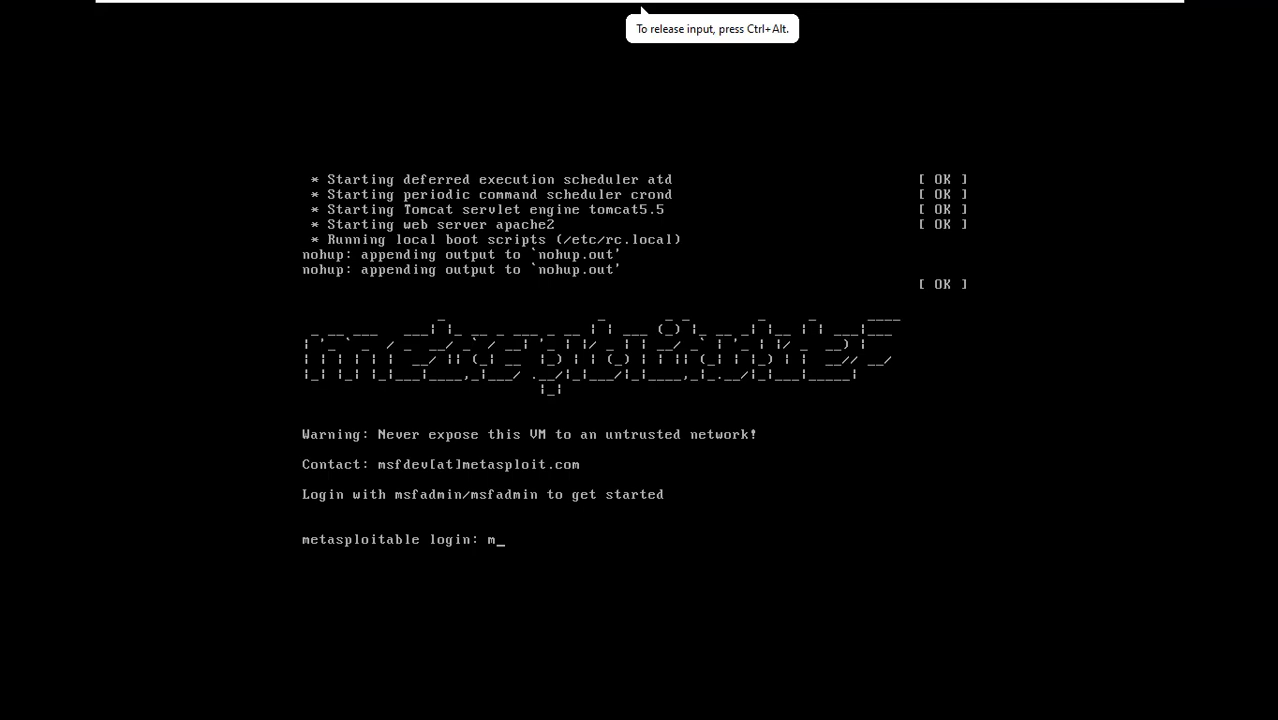 To release input, press Ctrl+Alt.
* Starting deferred execution scheduler atd [ OK ]
* Starting periodic command scheduler crond [ OK ]
* Starting Tomcat servlet engine tomcat5.5 [ OK ]
* Starting web server apache2 [ OK ]
* Running local boot scripts (/etc/rc.local)
nohup: appending output to `nohup.out'
nohup: appending output to `nohup.out'
[ OK ]
metasploitable2
Warning: Never expose this VM to an untrusted network!
Contact: msfdev[at]metasploit.com
Login with msfadmin/msfadmin to get started
metasploitable login: m_